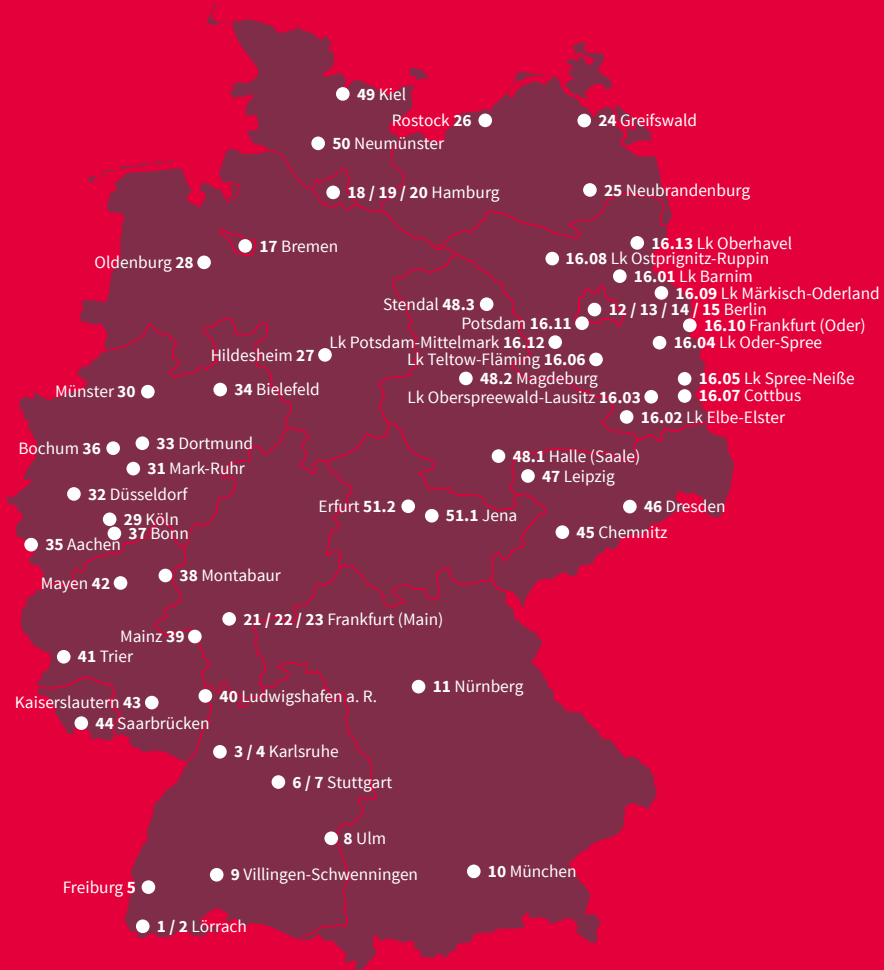 49 Kiel
Rostock 26
24 Greifswald
50 Neumünster
18 / 19 / 20 Hamburg
25 Neubrandenburg
17 Bremen
16.13 Lk Oberhavel
Oldenburg 28
16.08 Lk Ostprignitz-Ruppin
16.01 Lk Barnim
16.09 Lk Märkisch-Oderland
Stendal 48.3
12 / 13 / 14 / 15 Berlin
Potsdam 16.11
16.10 Frankfurt (Oder)
Lk Potsdam-Mittelmark 16.12
16.04 Lk Oder-Spree
Hildesheim 27
Lk Teltow-Fläming 16.06
48.2 Magdeburg
16.05 Lk Spree-Neiße
Münster 30
34 Bielefeld
Lk Oberspreewald-Lausitz 16.03
16.07 Cottbus
16.02 Lk Elbe-Elster
33 Dortmund
Bochum 36
48.1 Halle (Saale)
31 Mark-Ruhr
47 Leipzig
32 Düsseldorf
Erfurt 51.2
46 Dresden
51.1 Jena
29 Köln
37 Bonn
45 Chemnitz
35 Aachen
38 Montabaur
Mayen 42
21 / 22 / 23 Frankfurt (Main)
Mainz 39
41 Trier
11 Nürnberg
40 Ludwigshafen a. R.
Kaiserslautern 43
44 Saarbrücken
3 / 4 Karlsruhe
6 / 7 Stuttgart
8 Ulm
10 München
9 Villingen-Schwenningen
Freiburg 5
1 / 2 Lörrach